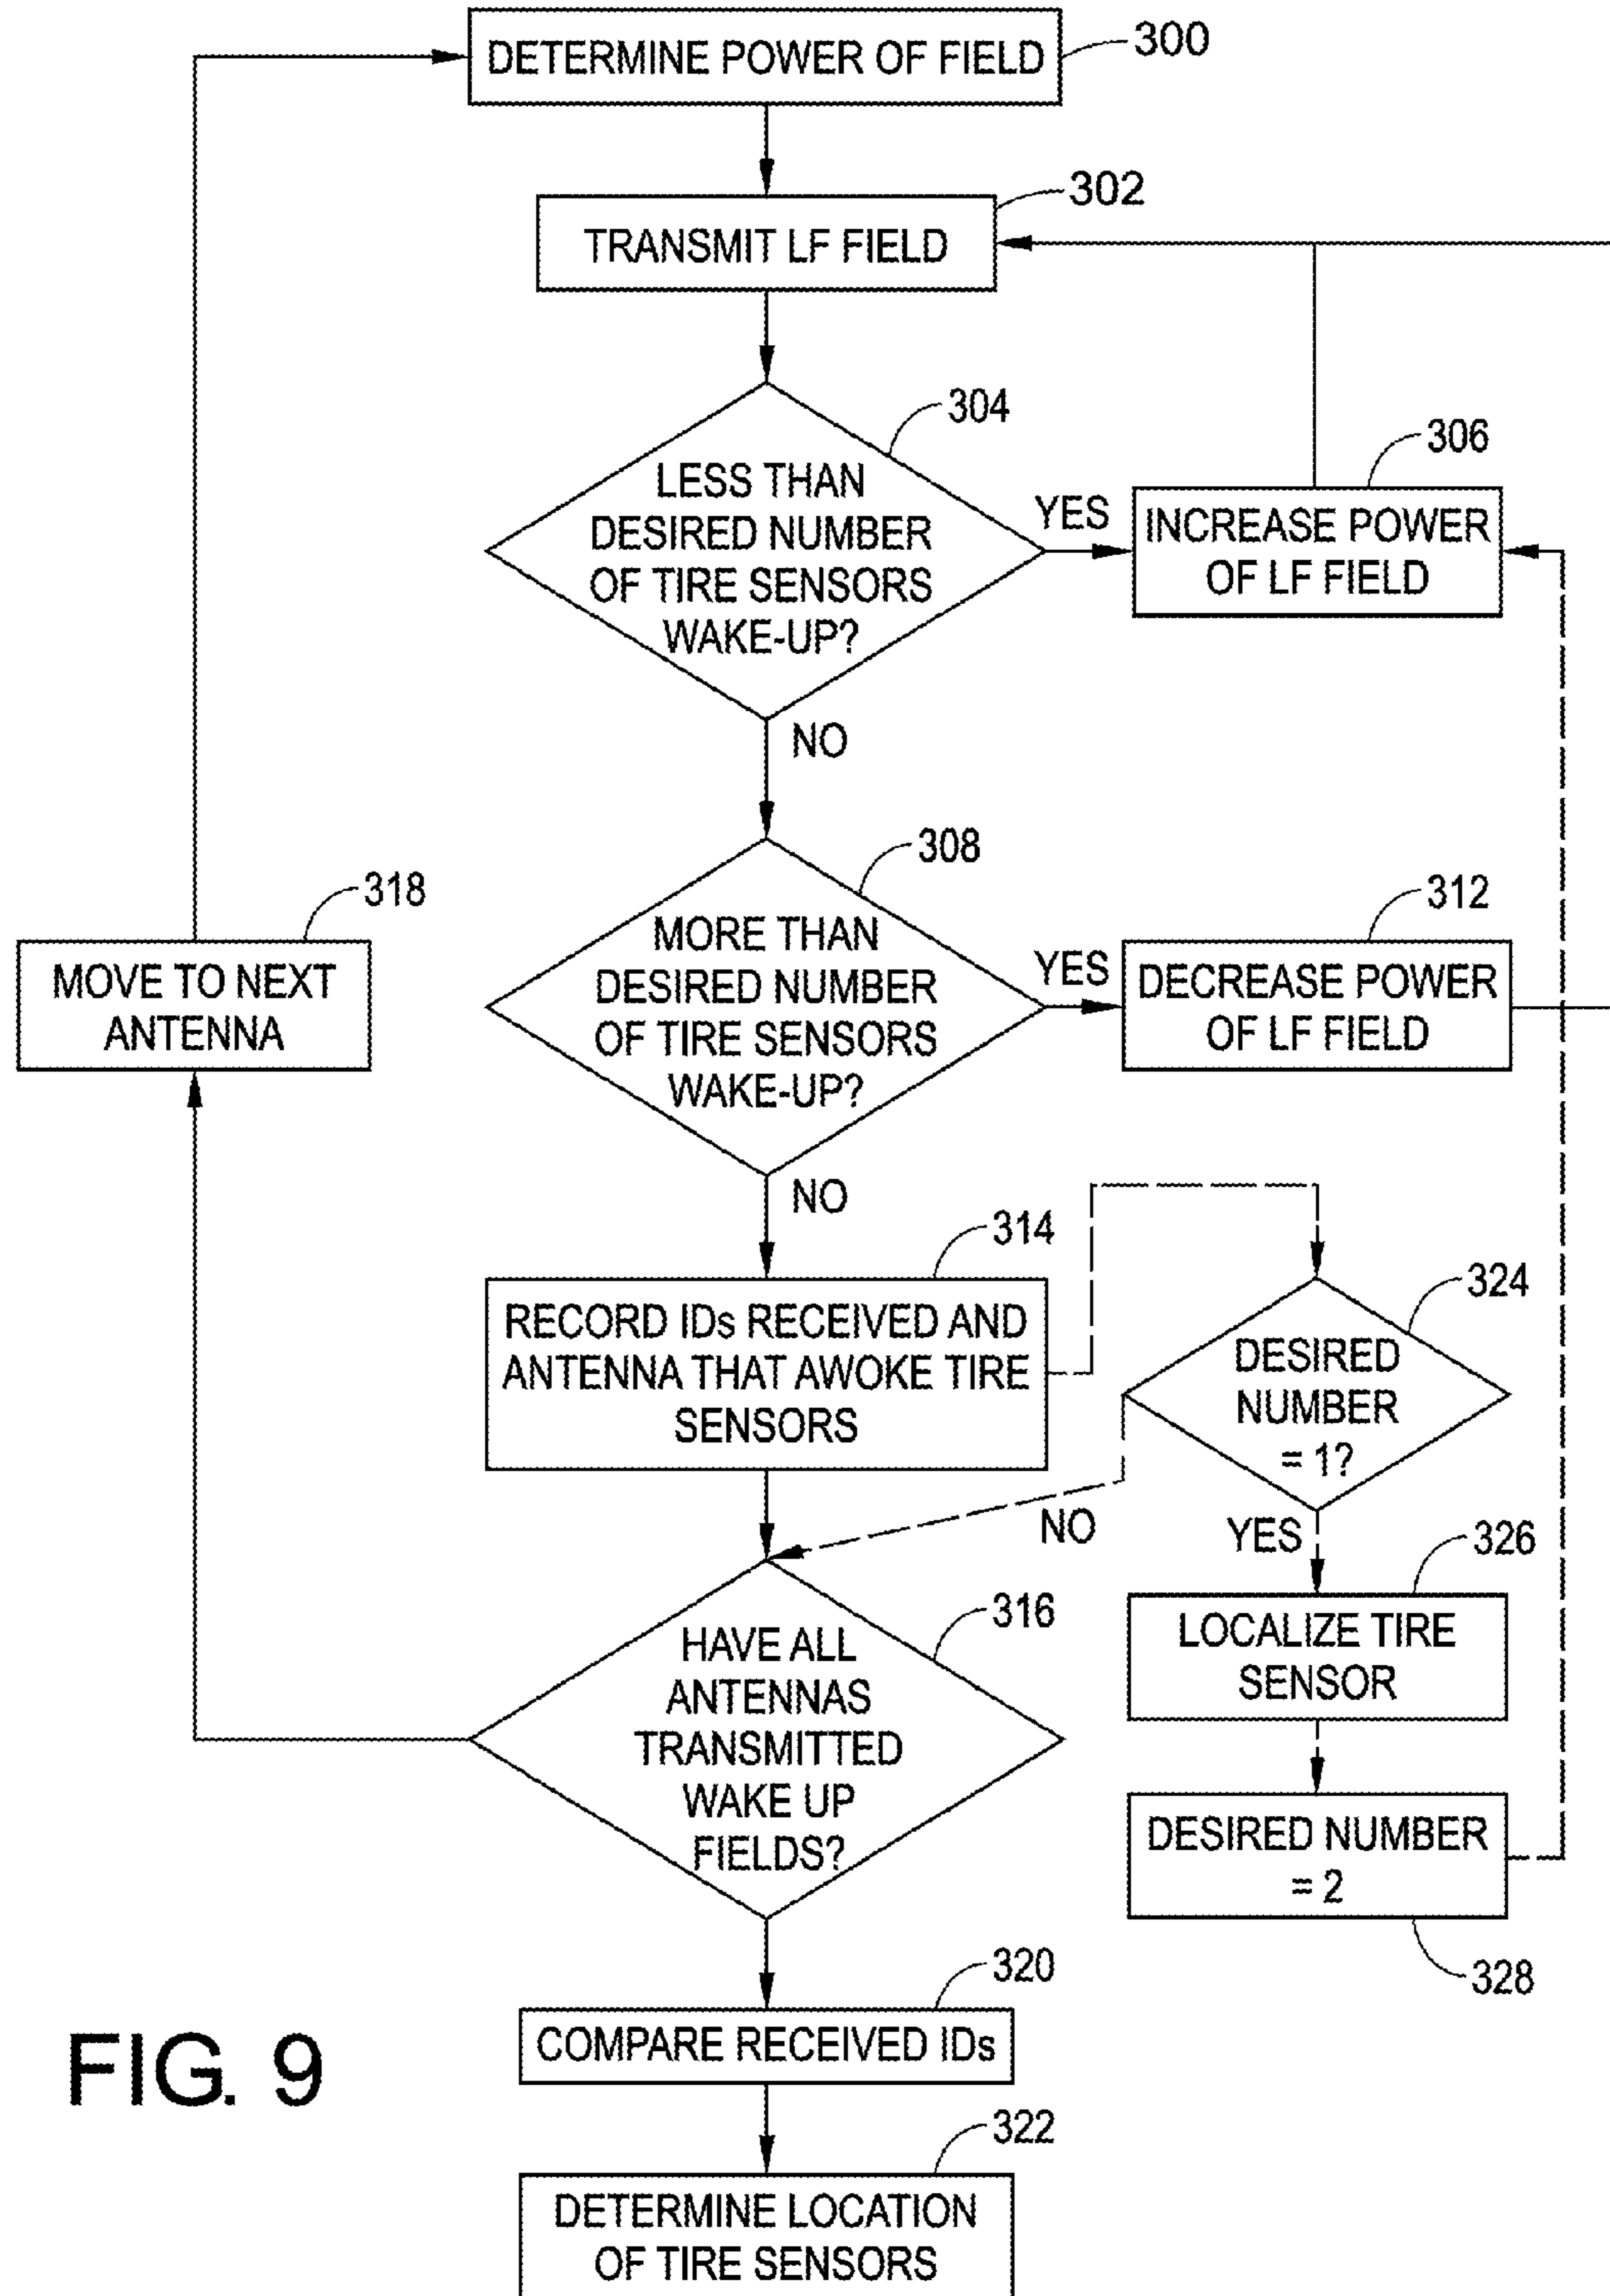 DETERMINE POWER OF FIELD
300
302
TRANSMIT LF FIELD
304
LESS THAN
DESIRED NUMBER
OF TIRE SENSORS
WAKE-UP?
YES
306
INCREASE POWER
OF LF FIELD
NO
308
MORE THAN
DESIRED NUMBER
OF TIRE SENSORS
WAKE-UP?
YES
312
DECREASE POWER
OF LF FIELD
318
MOVE TO NEXT
ANTENNA
NO
314
RECORD IDs RECEIVED AND
ANTENNA THAT AWOKE TIRE
SENSORS
324
DESIRED
NUMBER
= 1?
NO
YES
326
LOCALIZE TIRE
SENSOR
316
HAVE ALL
ANTENNAS
TRANSMITTED
WAKE UP
FIELDS?
DESIRED NUMBER
= 2
328
320
COMPARE RECEIVED IDs
FIG. 9
322
DETERMINE LOCATION
OF TIRE SENSORS